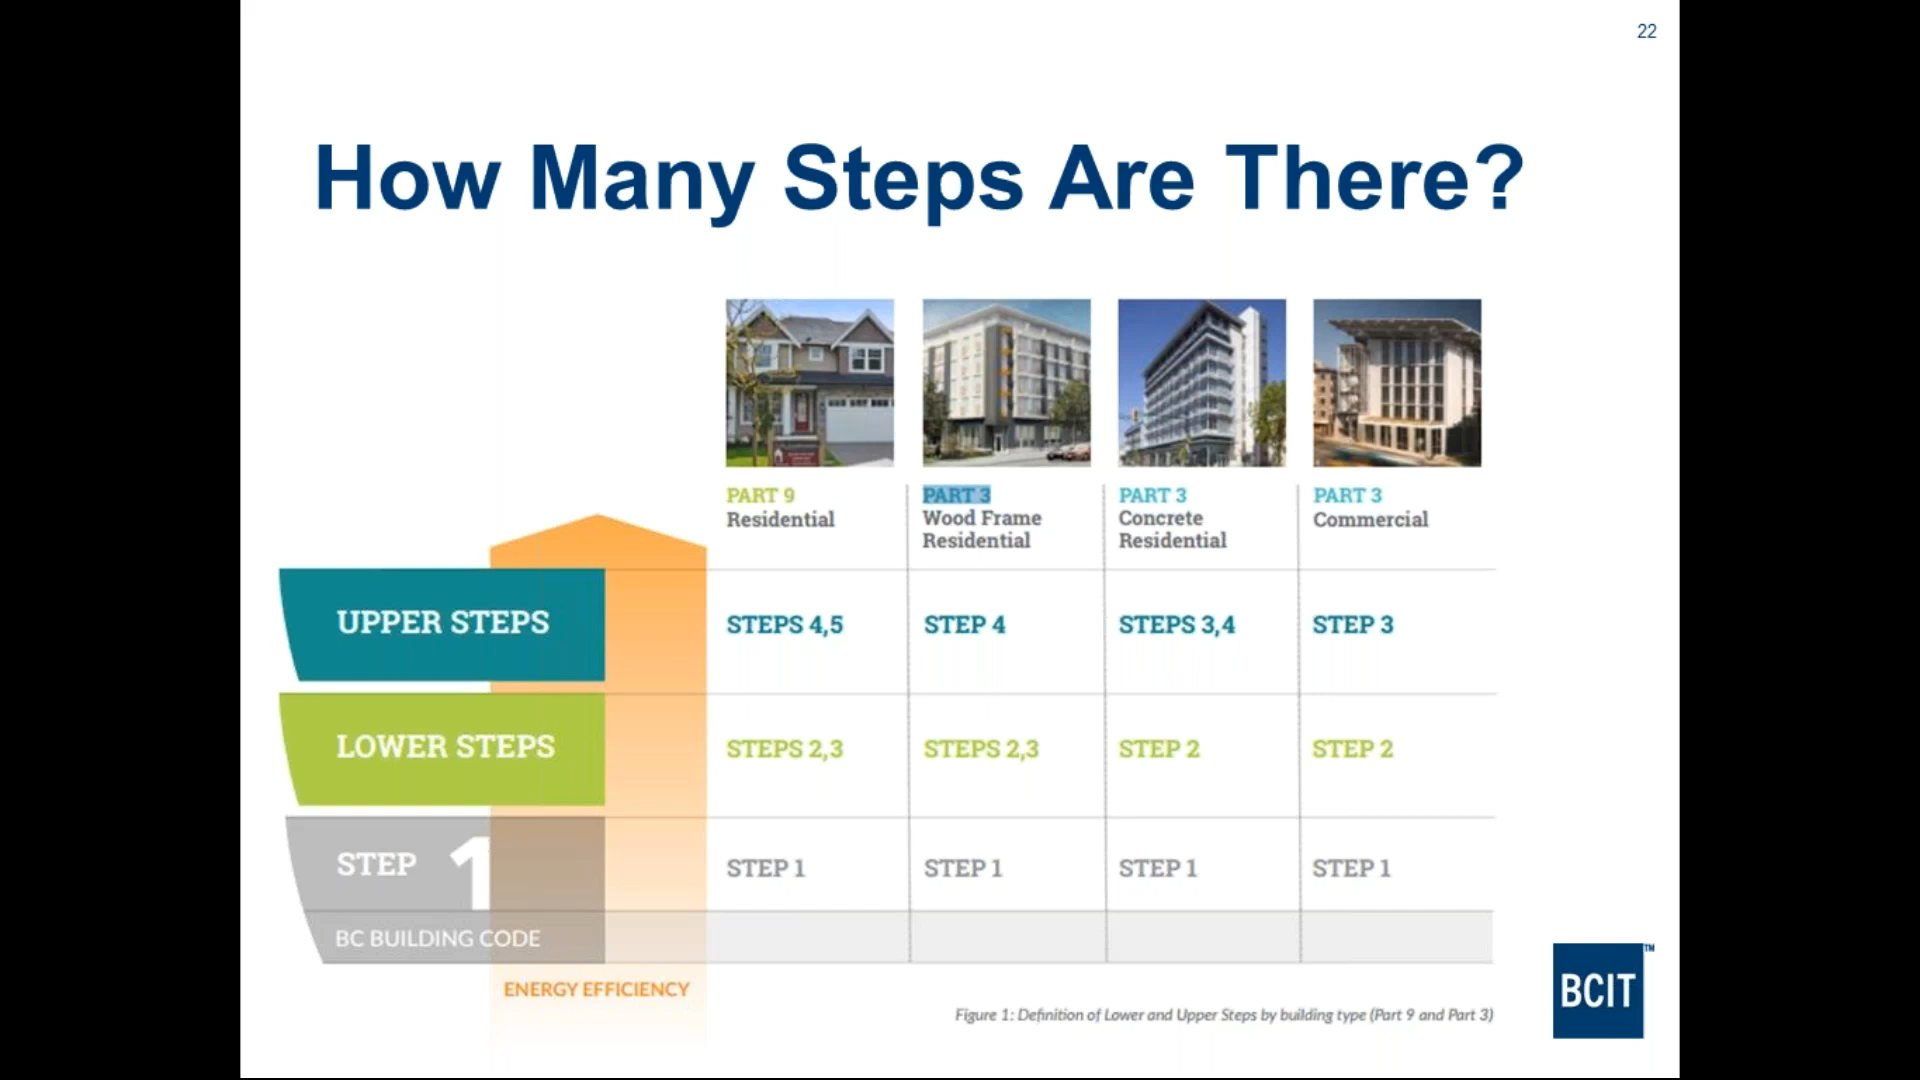 22
How Many Steps Are There?
PART 9
Residential
PART 3
Wood Frame
Residential
PART 3
Concrete
Residential
PART 3
Commercial
UPPER STEPS
STEPS 4,5
STEP 4
STEPS 3,4
STEP 3
LOWER STEPS
STEPS 2,3
STEPS 2,3
STEP 2
STEP 2
STEP 1
STEP 1
STEP 1
STEP 1
STEP 1
BC BUILDING CODE
ENERGY EFFICIENCY
Figure 1: Definition of Lower and Upper Steps by building type (Part 9 and Part 3)
BCIT
TM